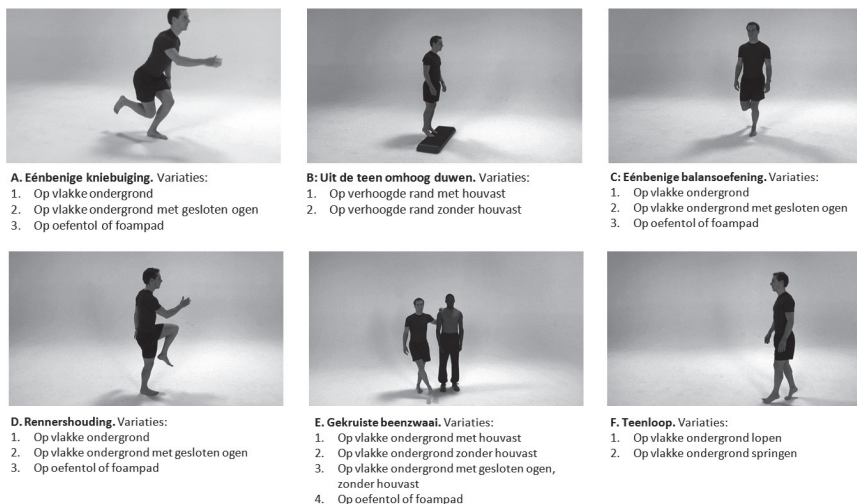 A. Eénbenige kniebuiging. Variaties:
1. Op vlakke ondergrond
2. Op vlakke ondergrond met gesloten ogen
3. Op oefentol of foampad
B: Uit de teen omhoog duwen. Variaties:
1. Op verhoogde rand met houvast
2. Op verhoogde rand zonder houvast
C: Eénbenige balansoefening. Variaties:
1. Op vlakke ondergrond
2. Op vlakke ondergrond met gesloten ogen
3. Op oefentol of foampad
D. Rennershouding. Variaties:
1. Op vlakke ondergrond
2. Op vlakke ondergrond met gesloten ogen
3. Op oefentol of foampad
E. Gekruiste beenzwaai. Variaties:
1. Op vlakke ondergrond met houvast
2. Op vlakke ondergrond zonder houvast
3. Op vlakke ondergrond met gesloten ogen,
zonder houvast
4. Op oefentol of foampad
F. Teenloop. Variaties:
1. Op vlakke ondergrond lopen
2. Op vlakke ondergrond springen